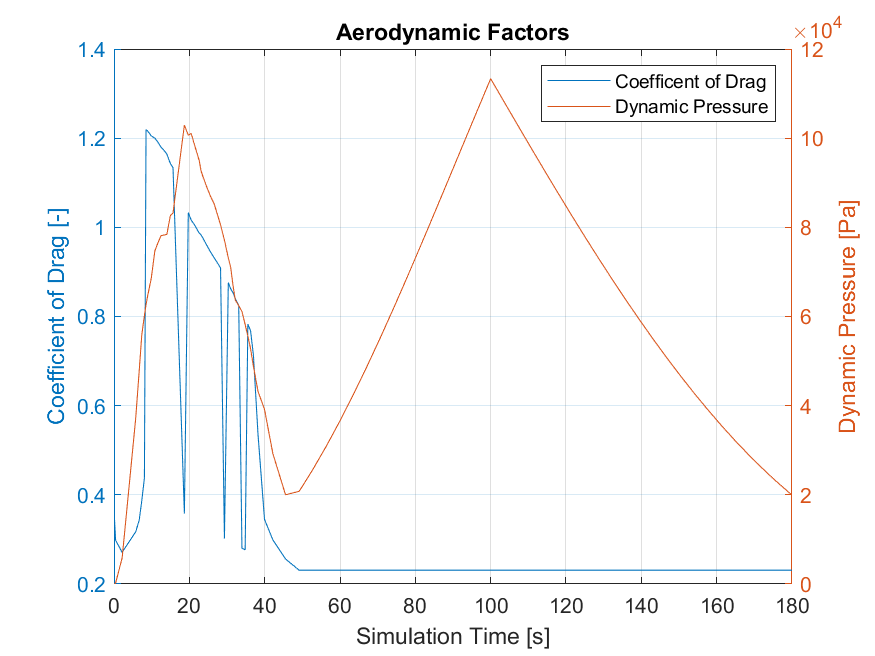 Aerodynamic Factors
×10^4
1.4
1.2
1
0.8
0.6
0.4
0.2
Coefficient of Drag [-]
12
10
8
6
4
2
0
Dynamic Pressure [Pa]
Coefficent of Drag
Dynamic Pressure
0 20 40 60 80 100 120 140 160 180
Simulation Time [s]